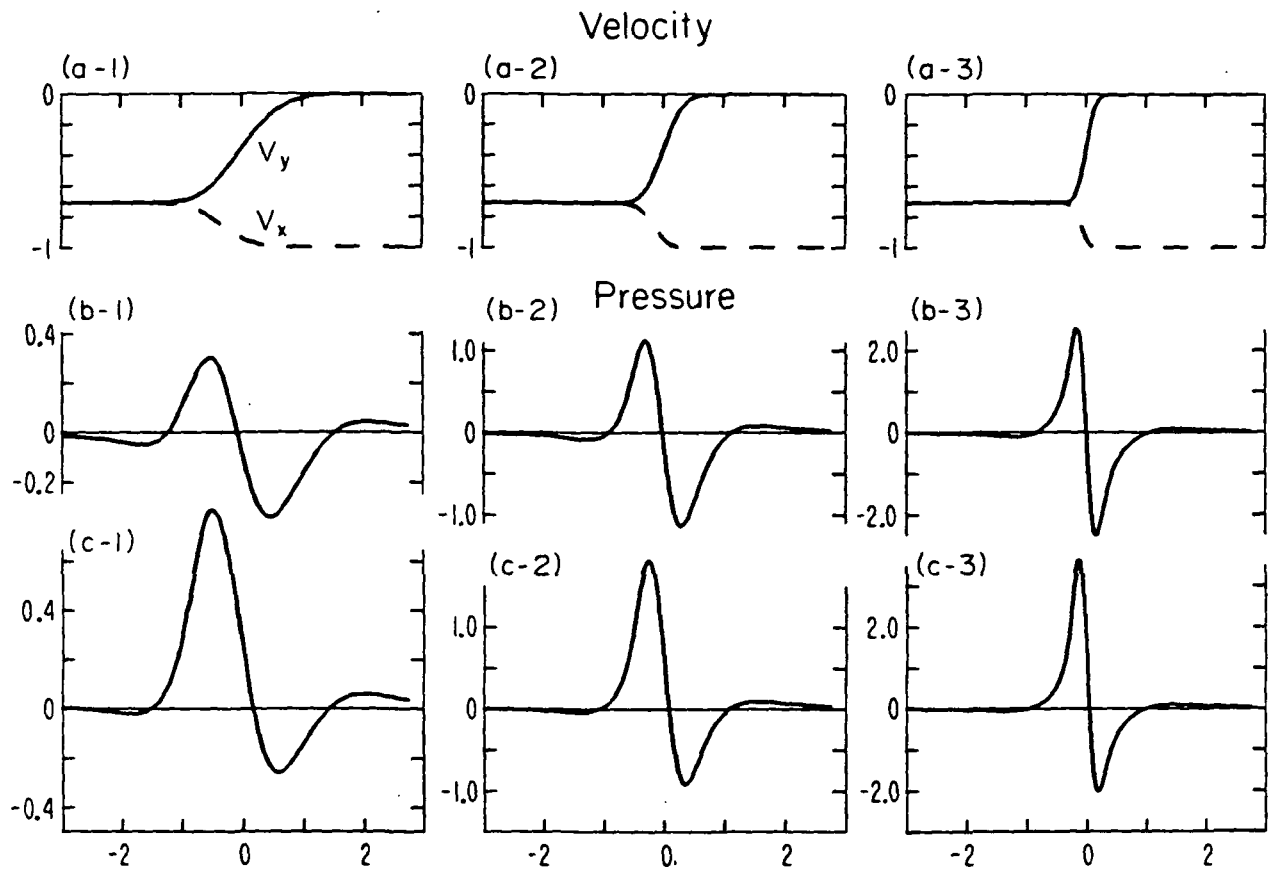 Velocity
(a-1) (a-2) (a-3)
0 0 0
Vy
Vx
-1 -1 -1
Pressure
(b-1) (b-2) (b-3)
0.4 1.0 2.0
0 0 0
-0.2 -1.0 -2.0
(c-1) (c-2) (c-3)
0.4 1.0 2.0
0 0 0
-0.4 -1.0 -2.0
-2 0 2 -2 0. 2 -2 0 2